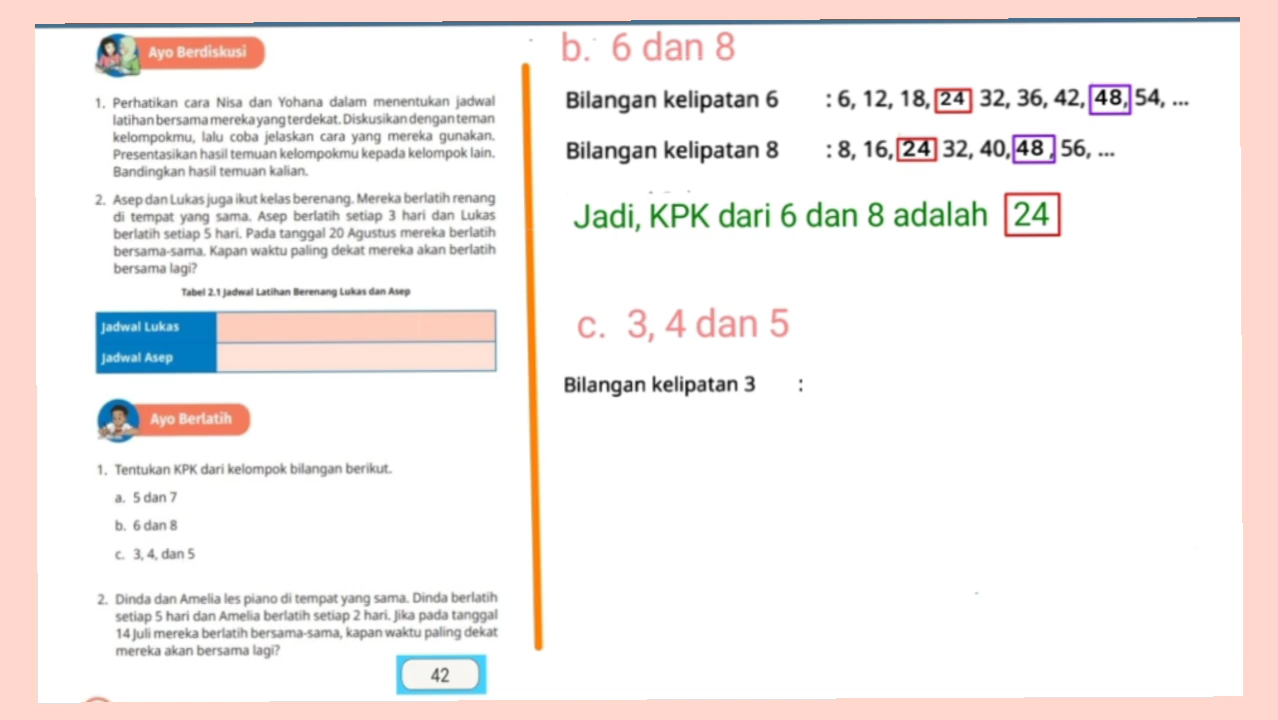 Ayo Berdiskusi
1. Perhatikan cara Nisa dan Yohana dalam menentukan jadwal
latihan bersama mereka yang terdekat. Diskusikan dengan teman
kelompokmu, lalu coba jelaskan cara yang mereka gunakan.
Presentasikan hasil temuan kelompokmu kepada kelompok lain.
Bandingkan hasil temuan kalian.
2. Asep dan Lukas juga ikut kelas berenang. Mereka berlatih renang
di tempat yang sama. Asep berlatih setiap 3 hari dan Lukas
berlatih setiap 5 hari. Pada tanggal 20 Agustus mereka berlatih
bersama-sama. Kapan waktu paling dekat mereka akan berlatih
bersama lagi?
Tabel 2.1 Jadwal Latihan Berenang Lukas dan Asep
Jadwal Lukas
Jadwal Asep
Ayo Berlatih
1. Tentukan KPK dari kelompok bilangan berikut.
a. 5 dan 7
b. 6 dan 8
c. 3, 4, dan 5
2. Dinda dan Amelia les piano di tempat yang sama. Dinda berlatih
setiap 5 hari dan Amelia berlatih setiap 2 hari. Jika pada tanggal
14 Juli mereka berlatih bersama-sama, kapan waktu paling dekat
mereka akan bersama lagi?
42
b. 6 dan 8
Bilangan kelipatan 6 : 6, 12, 18, 24 32, 36, 42, 48, 54, ...
Bilangan kelipatan 8 : 8, 16, 24 32, 40, 48 , 56, ...
Jadi, KPK dari 6 dan 8 adalah 24
c. 3, 4 dan 5
Bilangan kelipatan 3 :